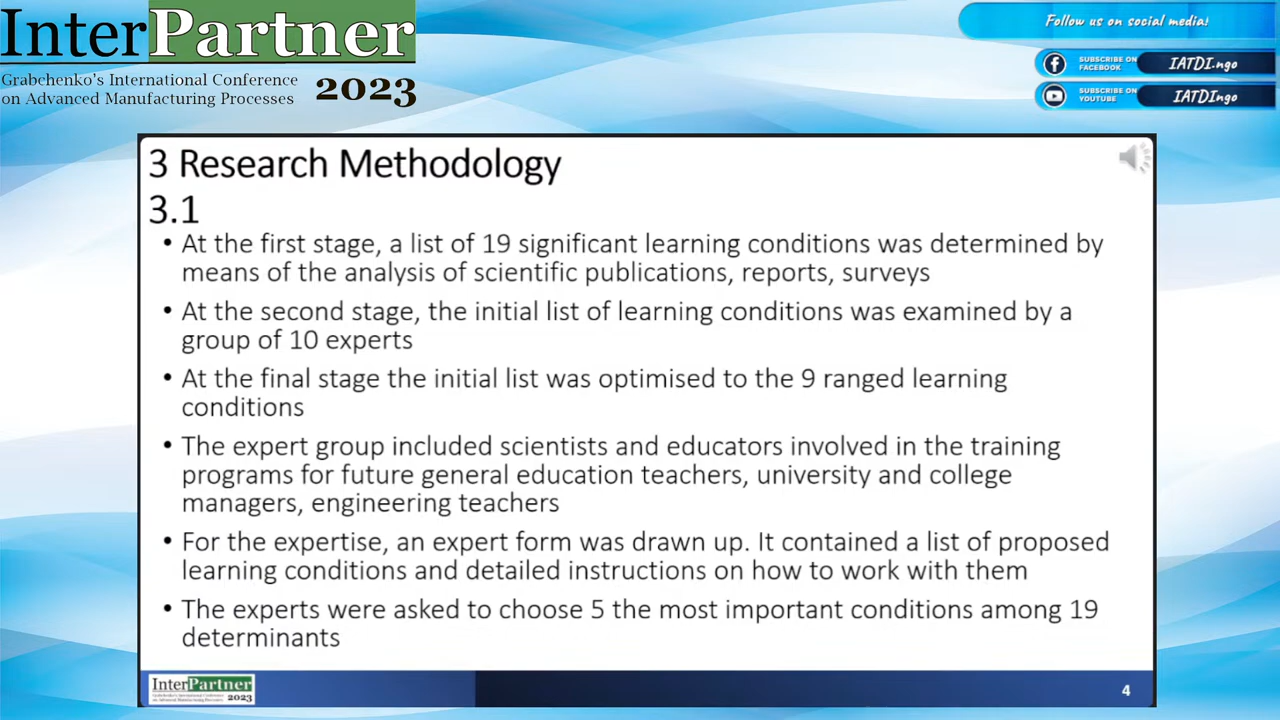 InterPartner
Grabchenko's International Conference
on Advanced Manufacturing Processes
2023
Follow us on social media!
SUBSCRIBE ON
FACEBOOK
IATDI.ngo
SUBSCRIBE ON
YOUTUBE
IATDIngo
3 Research Methodology
3.1
• At the first stage, a list of 19 significant learning conditions was determined by
means of the analysis of scientific publications, reports, surveys
• At the second stage, the initial list of learning conditions was examined by a
group of 10 experts
• At the final stage the initial list was optimised to the 9 ranged learning
conditions
• The expert group included scientists and educators involved in the training
programs for future general education teachers, university and college
managers, engineering teachers
• For the expertise, an expert form was drawn up. It contained a list of proposed
learning conditions and detailed instructions on how to work with them
• The experts were asked to choose 5 the most important conditions among 19
determinants
InterPartner
Grabchenko's International Conference
on Advanced Manufacturing Processes
2023
4